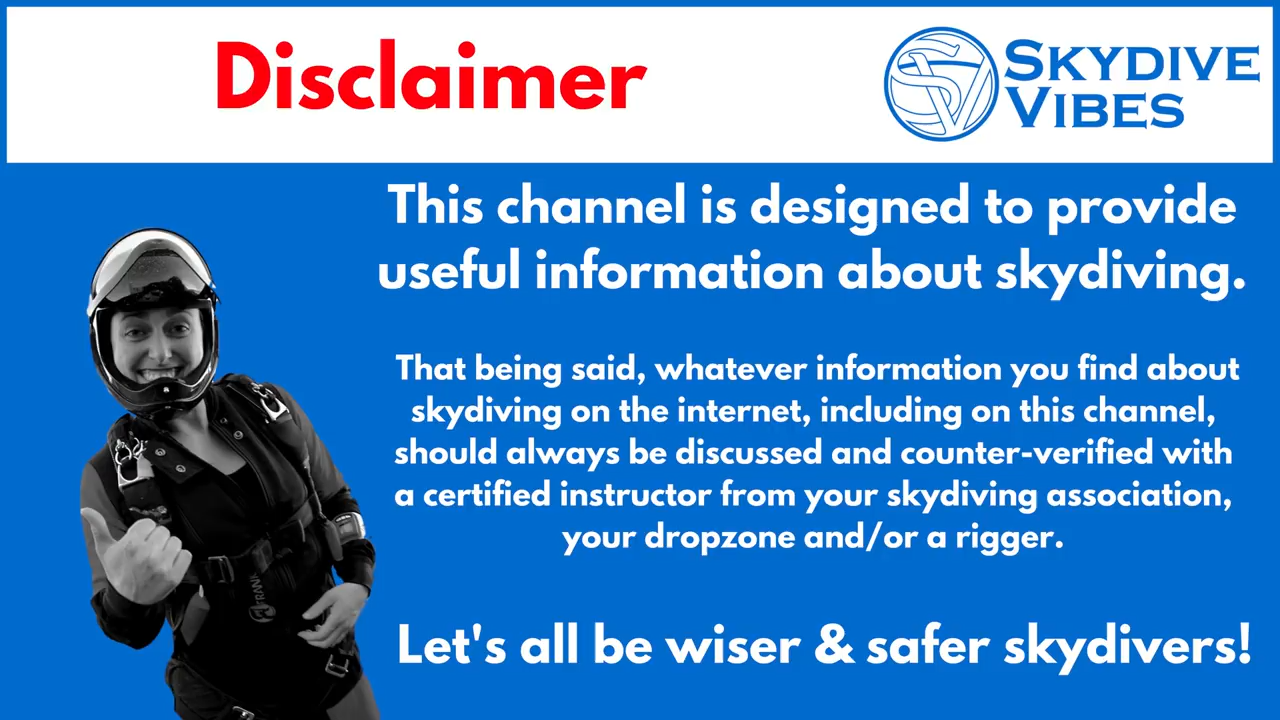 Disclaimer
SKYDIVE
VIBES
This channel is designed to provide
useful information about skydiving.
That being said, whatever information you find about
skydiving on the internet, including on this channel,
should always be discussed and counter-verified with
a certified instructor from your skydiving association,
your dropzone and/or a rigger.
Let's all be wiser & safer skydivers!